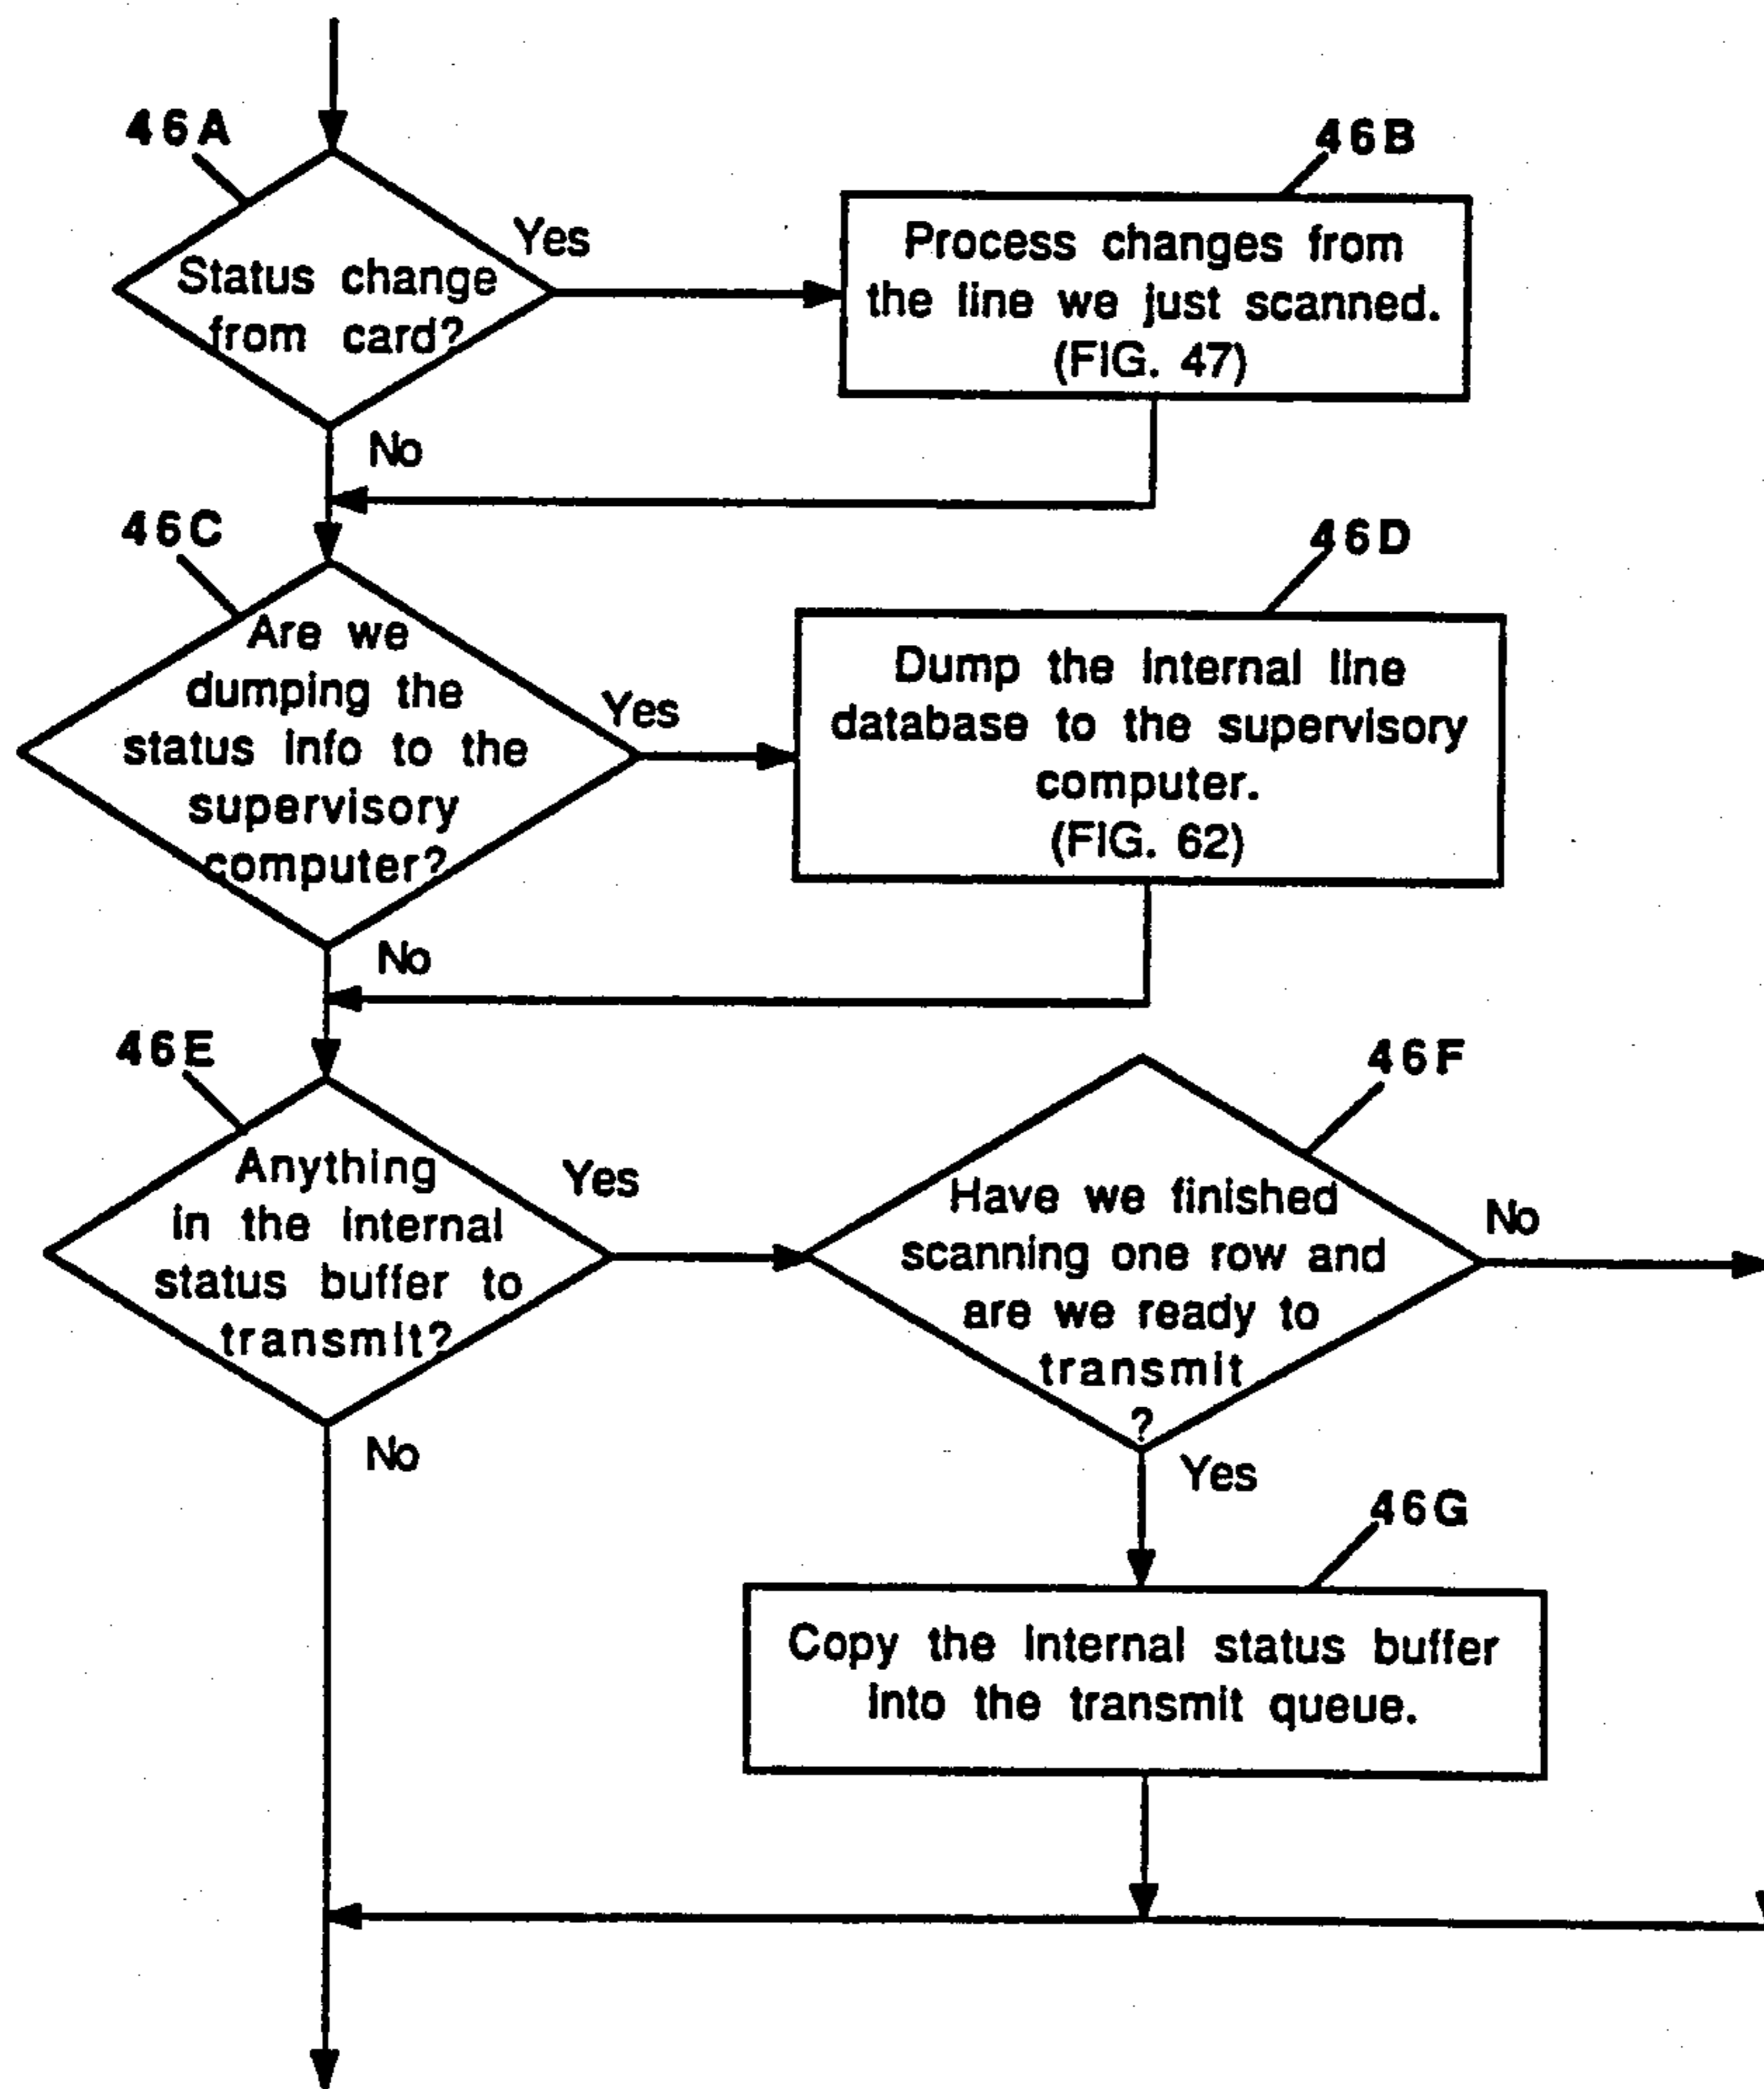 46A
46B
Yes
Status change
from card?
Process changes from
the line we just scanned.
(FIG. 47)
No
46C
46D
Are we
dumping the
status info to the
supervisory
computer?
Yes
Dump the internal line
database to the supervisory
computer.
(FIG. 62)
No
46E
46F
Anything
in the internal
status buffer to
transmit?
Yes
Have we finished
scanning one row and
are we ready to
transmit
?
No
No
Yes
46G
Copy the internal status buffer
into the transmit queue.